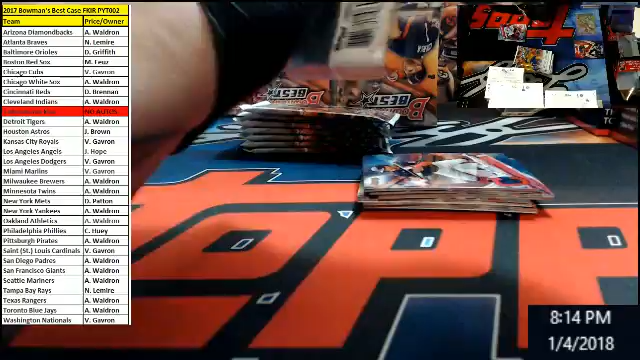 2017 Bowman's Best Case FKIR PYT002
Team Price/Owner
Arizona Diamondbacks A. Waldron
Atlanta Braves N. Lemire
Baltimore Orioles D. Griffith
Boston Red Sox M. Feuz
Chicago Cubs V. Gavron
Chicago White Sox A. Waldron
Cincinnati Reds D. Brennan
Cleveland Indians A. Waldron
NO AUTOS
Detroit Tigers A. Waldron
Houston Astros J. Brown
Kansas City Royals V. Gavron
Los Angeles Angels J. Hope
Los Angeles Dodgers V. Gavron
Miami Marlins V. Gavron
Milwaukee Brewers A. Waldron
Minnesota Twins A. Waldron
New York Mets D. Patton
New York Yankees A. Waldron
Oakland Athletics A. Waldron
Philadelphia Phillies C. Huey
Pittsburgh Pirates A. Waldron
Saint (St.) Louis Cardinals V. Gavron
San Diego Padres A. Waldron
San Francisco Giants A. Waldron
Seattle Mariners A. Waldron
Tampa Bay Rays N. Lemire
Texas Rangers A. Waldron
Toronto Blue Jays A. Waldron
Washington Nationals V. Gavron
BEST
BEST
Topps
OPP
8:14 PM
1/4/2018